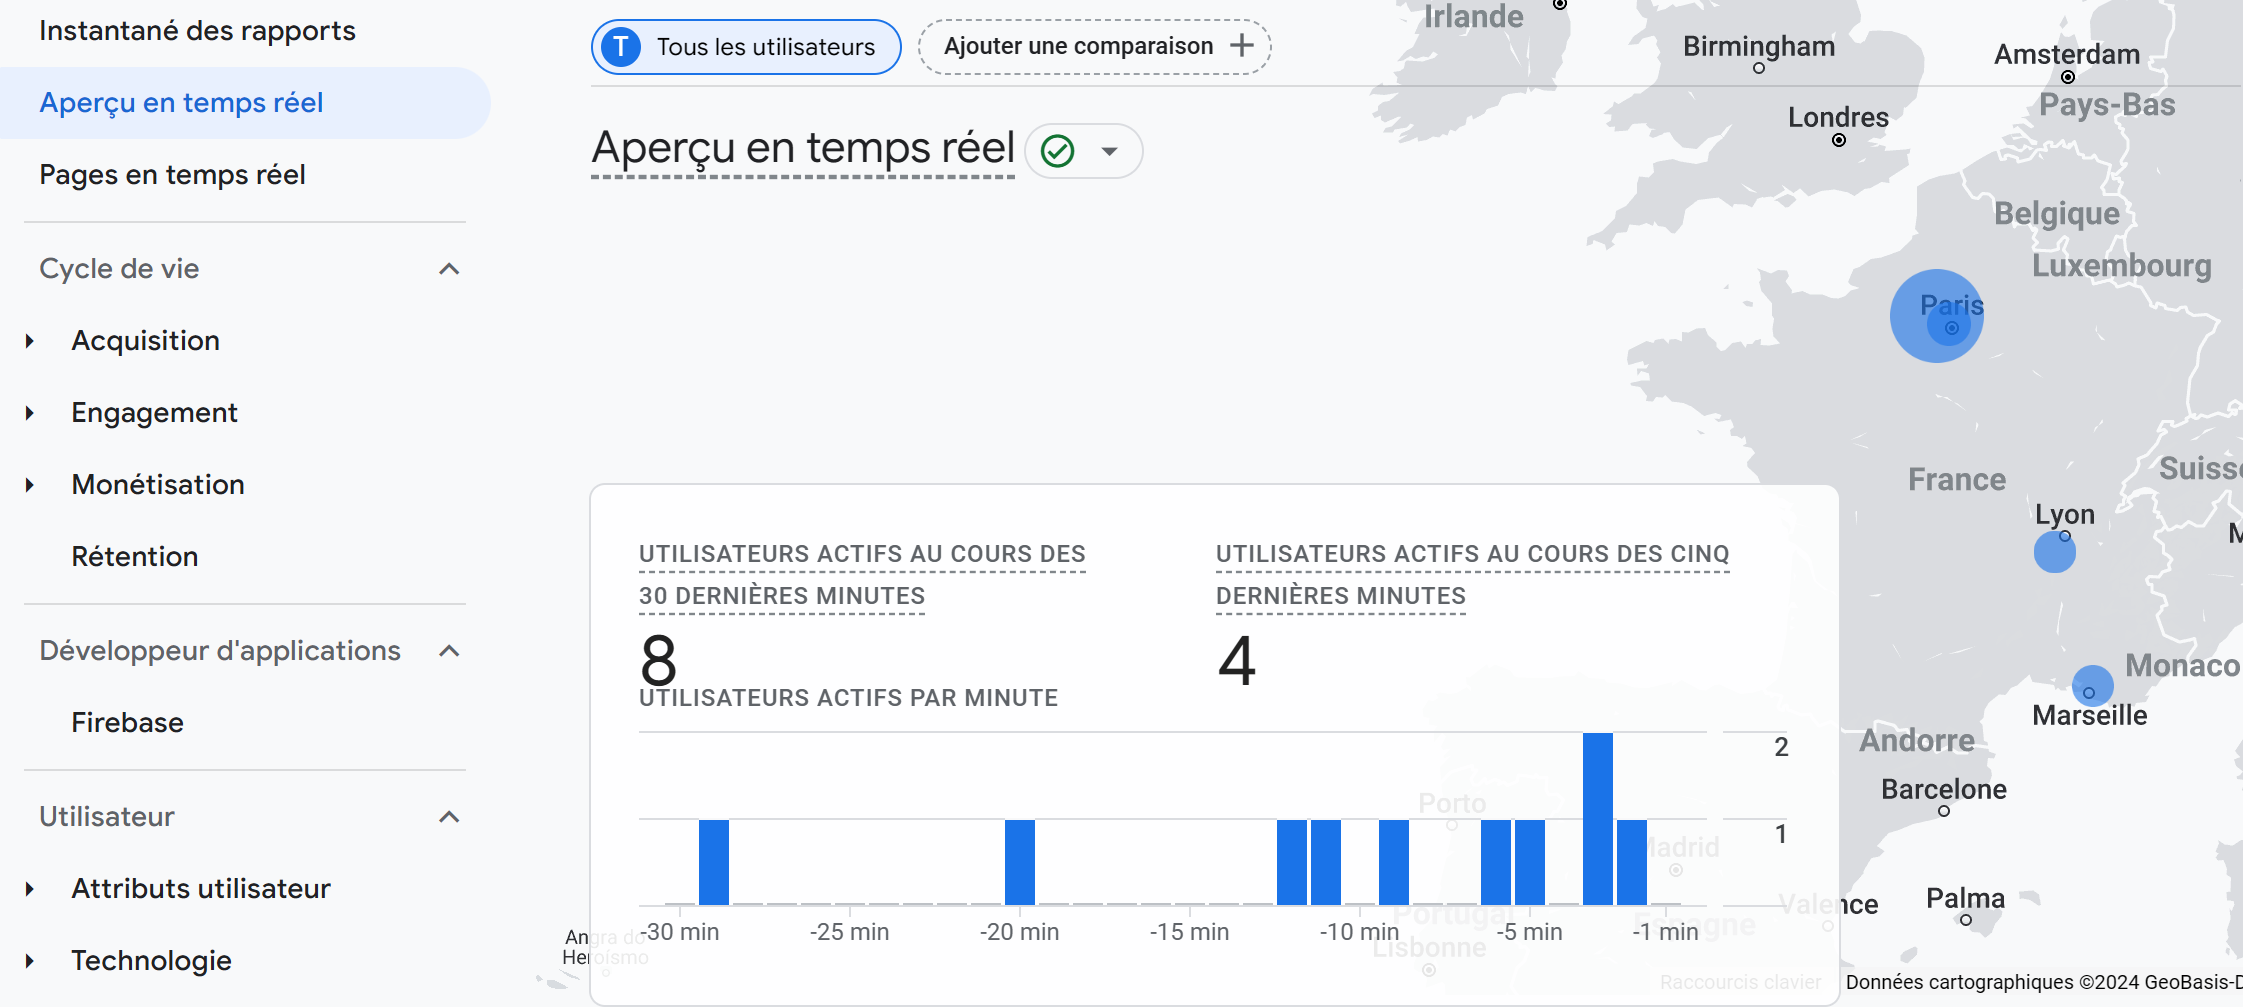 Instantané des rapports
Aperçu en temps réel
Pages en temps réel
Cycle de vie
Acquisition
Engagement
Monétisation
Rétention
Développeur d'applications
Firebase
Utilisateur
Attributs utilisateur
Technologie
T Tous les utilisateurs
Ajouter une comparaison +
Aperçu en temps réel
UTILISATEURS ACTIFS AU COURS DES
30 DERNIÈRES MINUTES
8
UTILISATEURS ACTIFS AU COURS DES CINQ
DERNIÈRES MINUTES
4
UTILISATEURS ACTIFS PAR MINUTE
2
1
-30 min
-25 min
-20 min
-15 min
-10 min
-5 min
-1 min
Irlande
Birmingham
Amsterdam
Pays-Bas
Londres
Belgique
Luxembourg
Paris
France
Suisse
Lyon
M
Monaco
Marseille
Andorre
Barcelone
Porto
Madrid
Valence
Palma
Portugal
Espagne
Lisbonne
Angra do
Heroísmo
Raccourcis clavier
Données cartographiques ©2024 GeoBasis-D